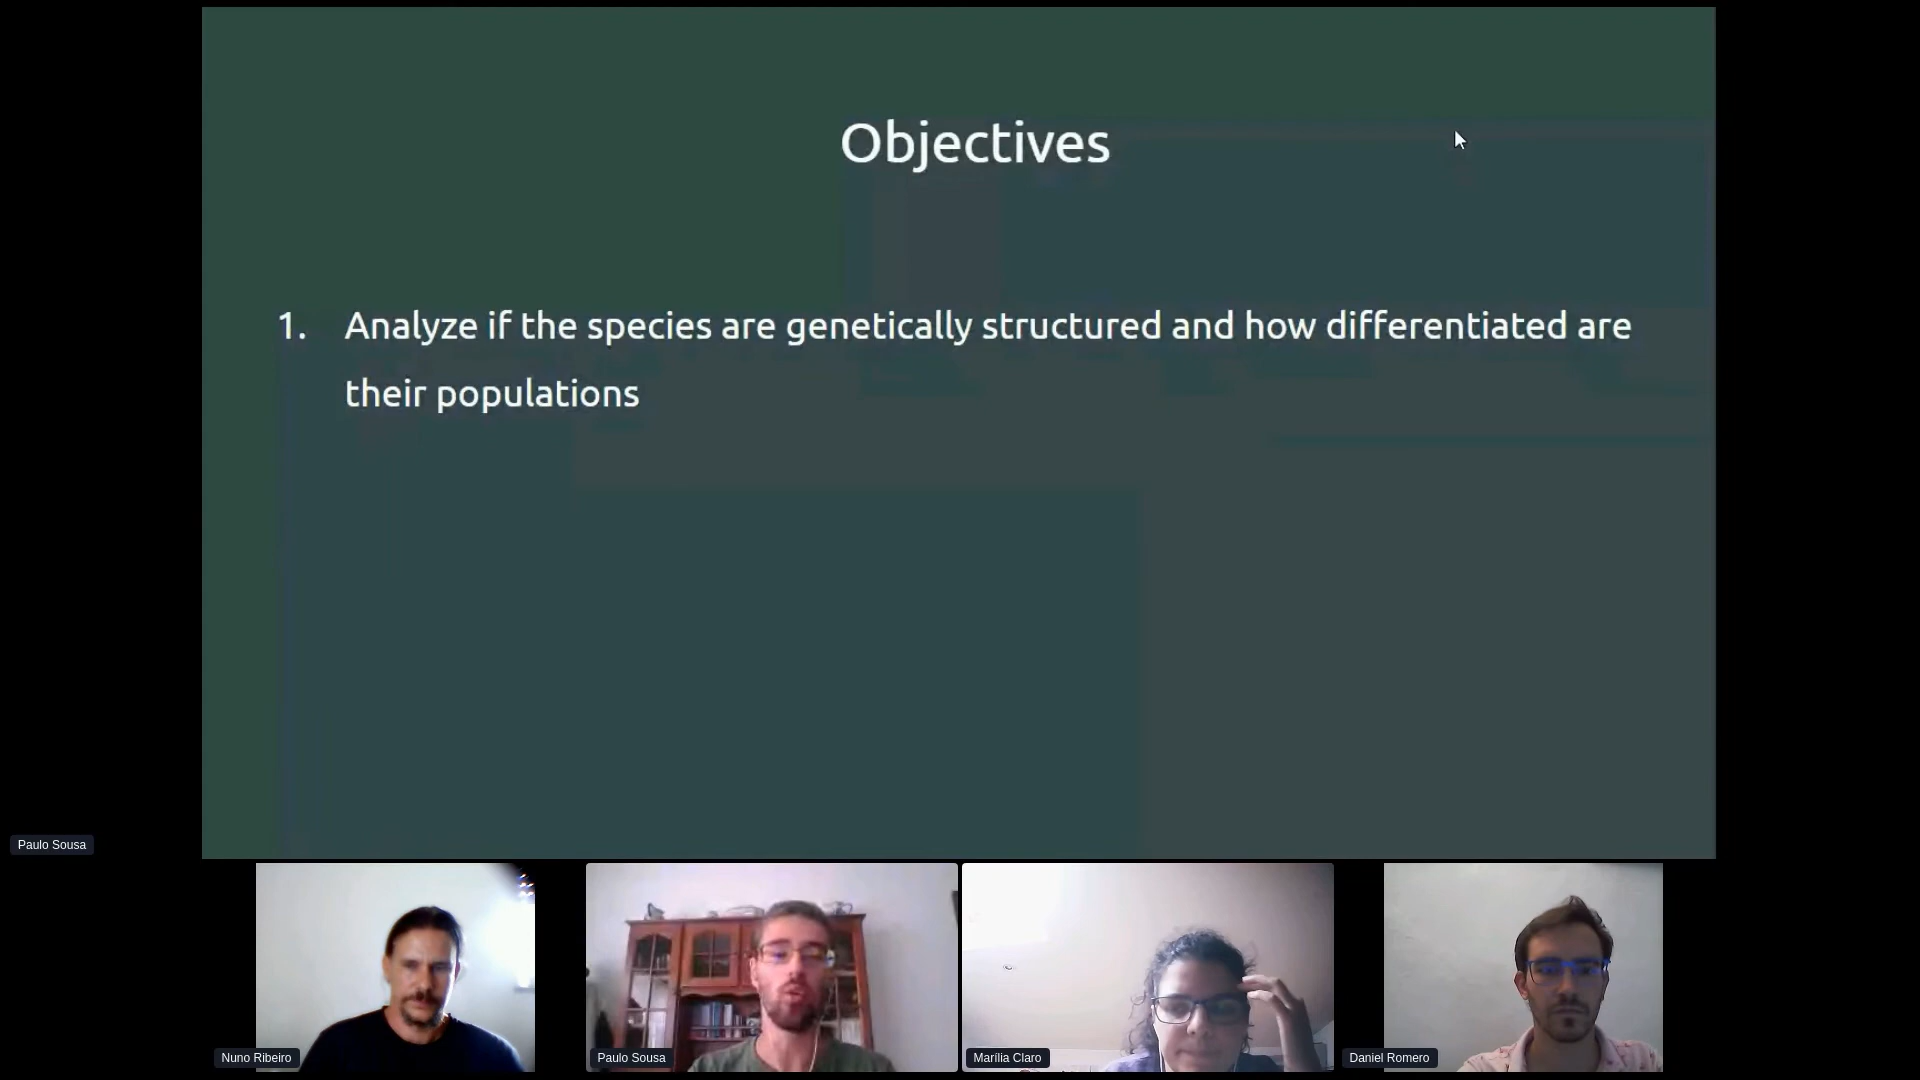 Objectives
1. Analyze if the species are genetically structured and how differentiated are
their populations
Paulo Sousa
Nuno Ribeiro
Paulo Sousa
Marília Claro
Daniel Romero